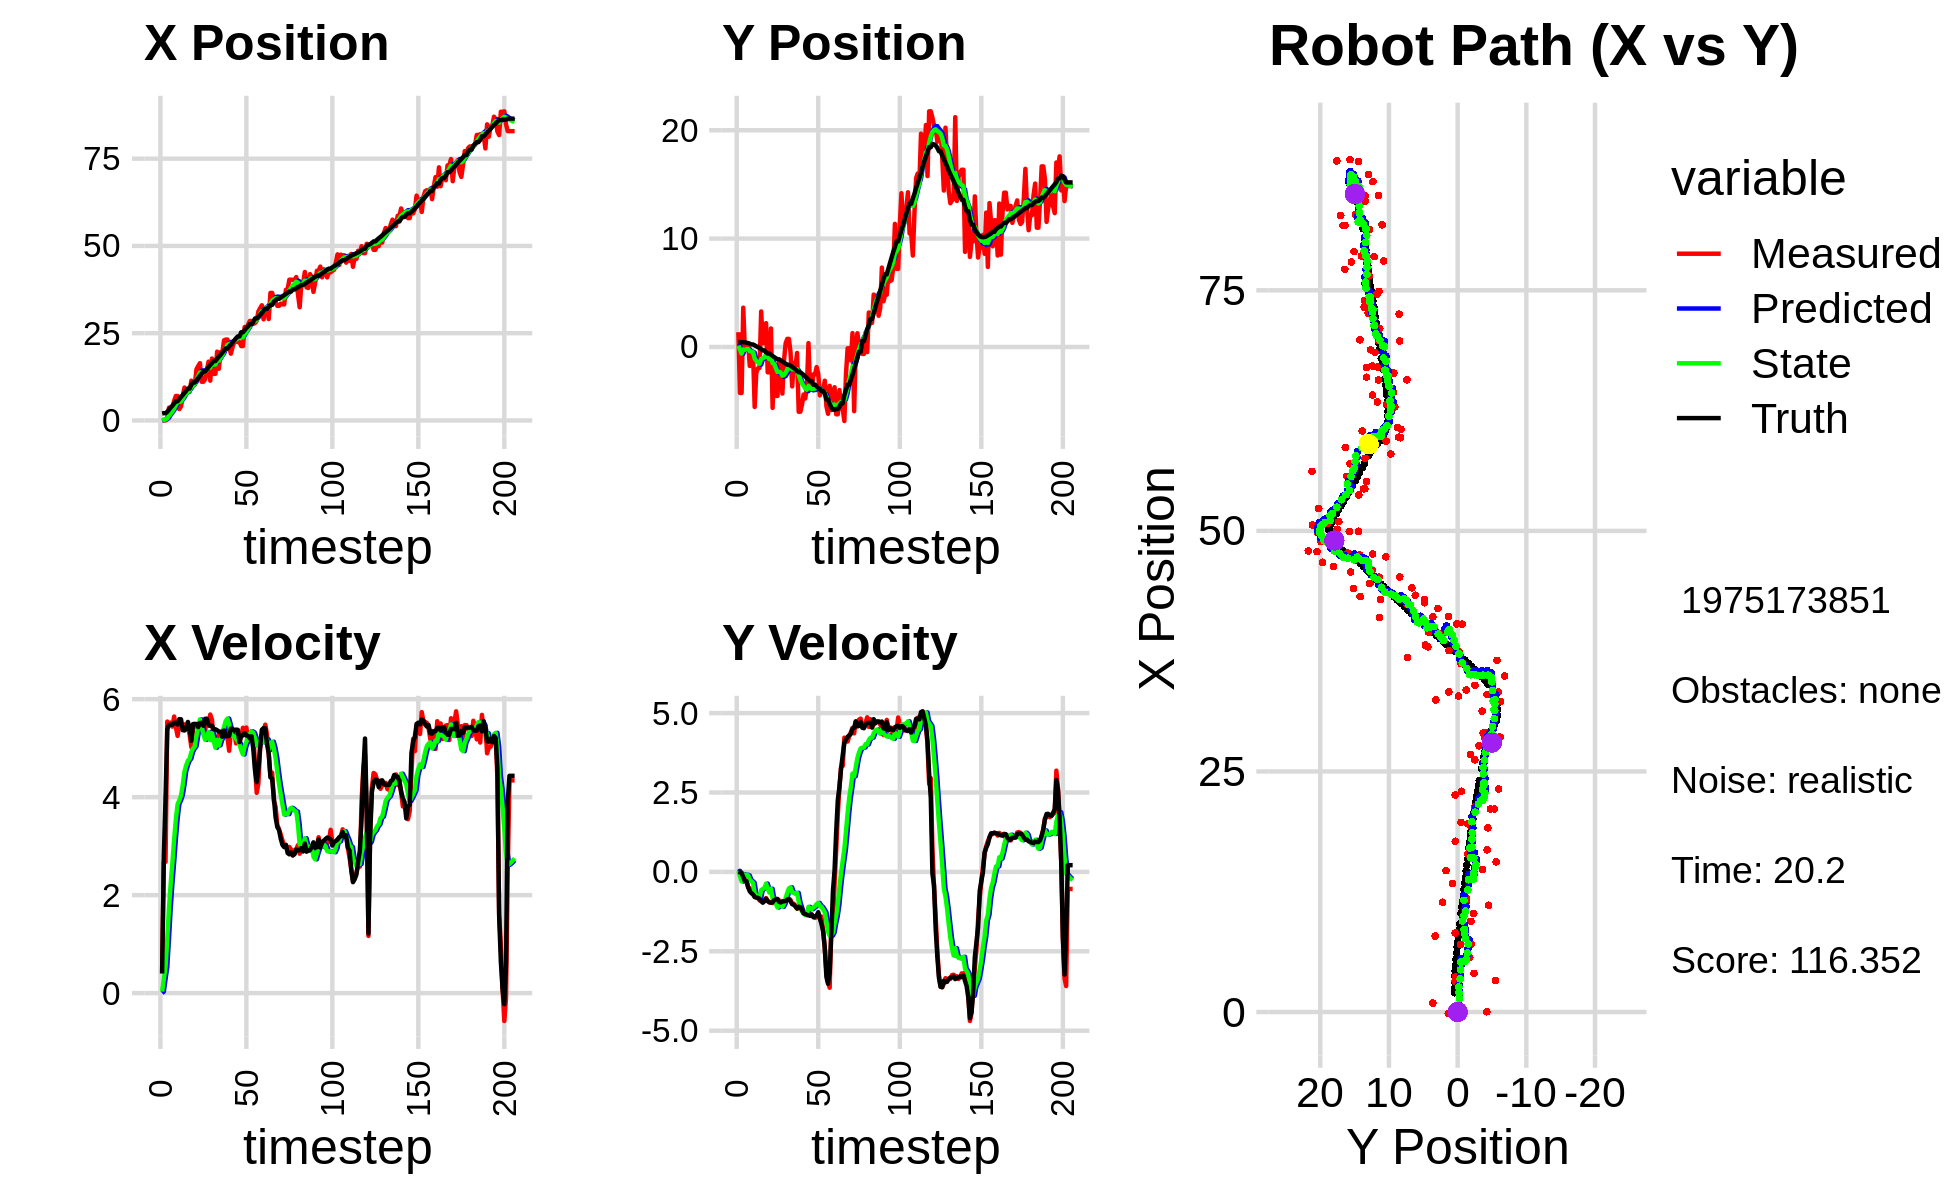 X Position
75
50
25
0
0
50
100
150
200
timestep
Y Position
20
10
0
0
50
100
150
200
timestep
X Velocity
6
4
2
0
0
50
100
150
200
timestep
Y Velocity
5.0
2.5
0.0
-2.5
-5.0
0
50
100
150
200
timestep
Robot Path (X vs Y)
X Position
75
50
25
0
20 10 0 -10 -20
Y Position
variable
Measured
Predicted
State
Truth
1975173851
Obstacles: none
Noise: realistic
Time: 20.2
Score: 116.352